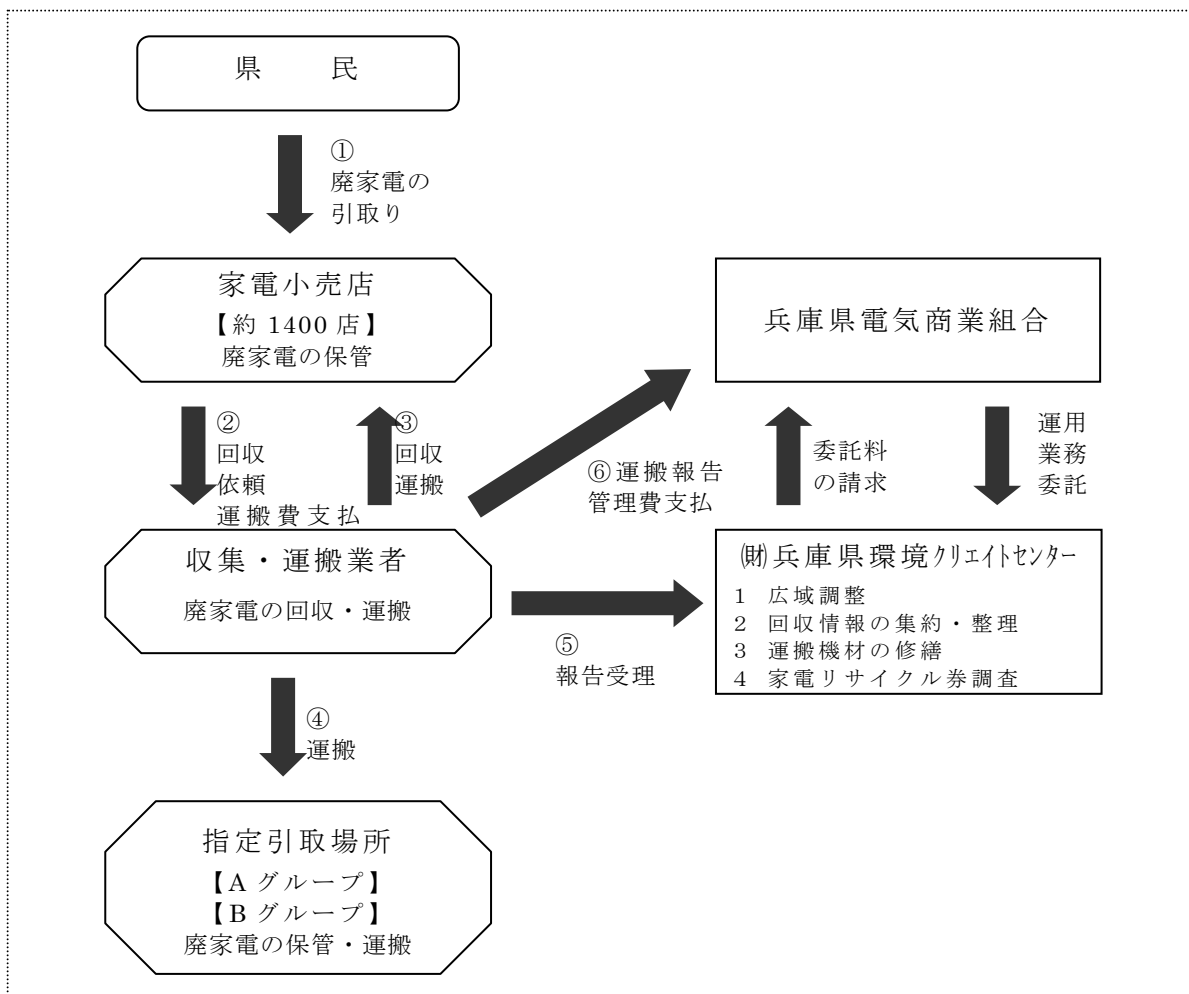 県　　民
①
廃家電の
引取り
家電小売店
【約 1400 店】
廃家電の保管
②
回収
依頼
運搬費支払
③
回収
運搬
収集・運搬業者
廃家電の回収・運搬
④
運搬
指定引取場所
【A グループ】
【B グループ】
廃家電の保管・運搬
兵庫県電気商業組合
⑥運搬報告
管理費支払
委託料
の請求
運用
業務
委託
⑤
報告受理
㈶兵庫県環境クリエイトセンター
1　広域調整
2　回収情報の集約・整理
3　運搬機材の修繕
4　家電リサイクル券調査